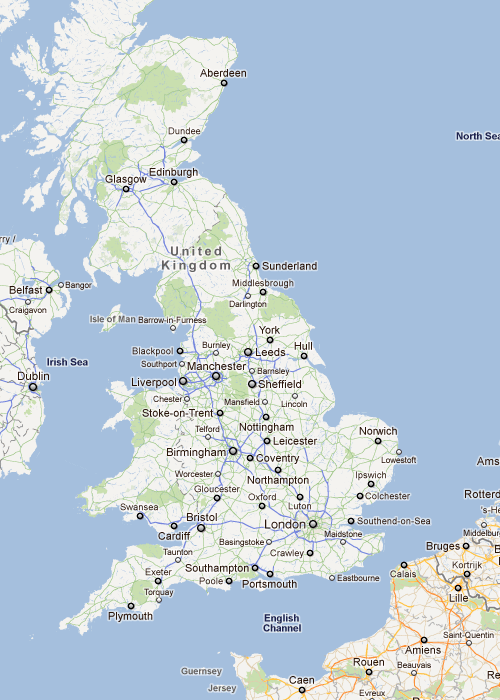 Aberdeen
North Sea
Dundee
Edinburgh
Glasgow
rry /
United
Kingdom
Sunderland
Belfast
Bangor
Middlesbrough
Craigavon
Darlington
Isle of Man
Barrow-in-Furness
York
Hull
Burnley
Blackpool
Leeds
Irish Sea
Southport
Manchester
Barnsley
Dublin
Liverpool
Sheffield
Chester
Mansfield
Lincoln
Stoke-on-Trent
Nottingham
Telford
Norwich
Leicester
Birmingham
Coventry
Lowestoft
Ams
Worcester
Northampton
Ipswich
Gloucester
Colchester
Rotterd
Oxford
Luton
Swansea
's-He
Bristol
London
Southend-on-Sea
Cardiff
Middelburg
Basingstoke
Maidstone
Bruges
Taunton
Crawley
B
Southampton
Calais
Kortrijk
Exeter
Poole
Portsmouth
Eastbourne
Torquay
Lille
Plymouth
English
Channel
Saint-Quentin
Amiens
Rouen
Beauvais
Guernsey
Caen
Jersey
Evreux